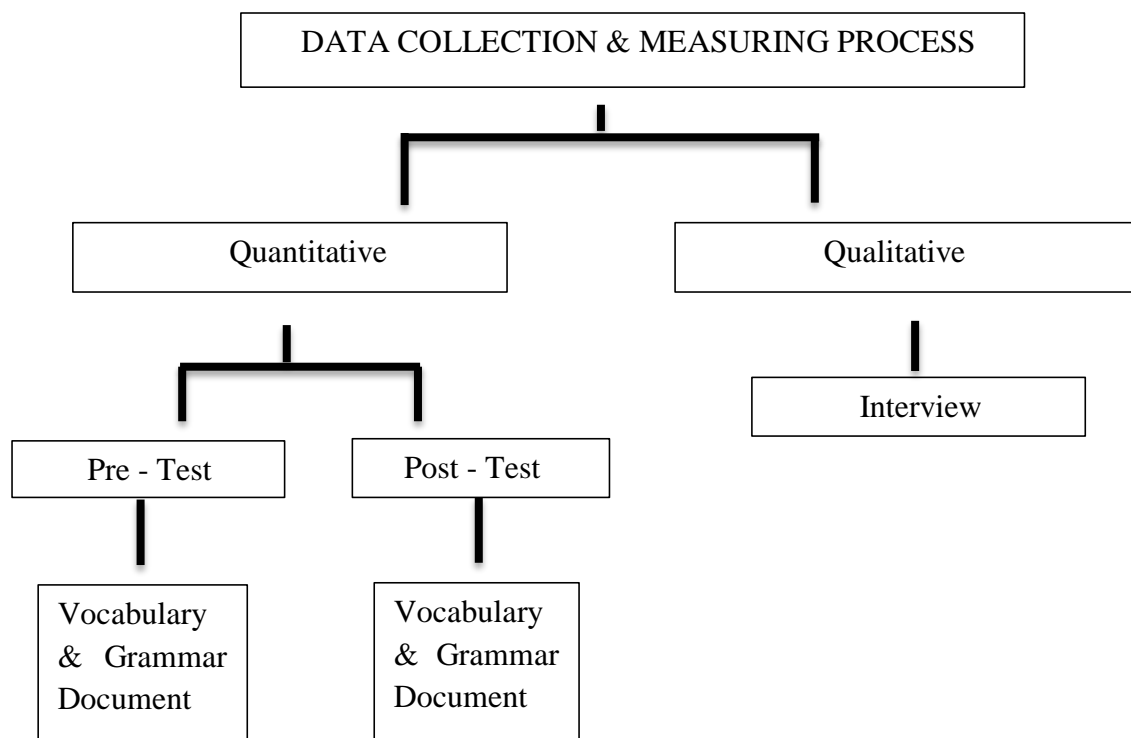 DATA COLLECTION & MEASURING PROCESS
Quantitative
Qualitative
Interview
Pre - Test
Post - Test
Vocabulary
& Grammar
Document
Vocabulary
& Grammar
Document